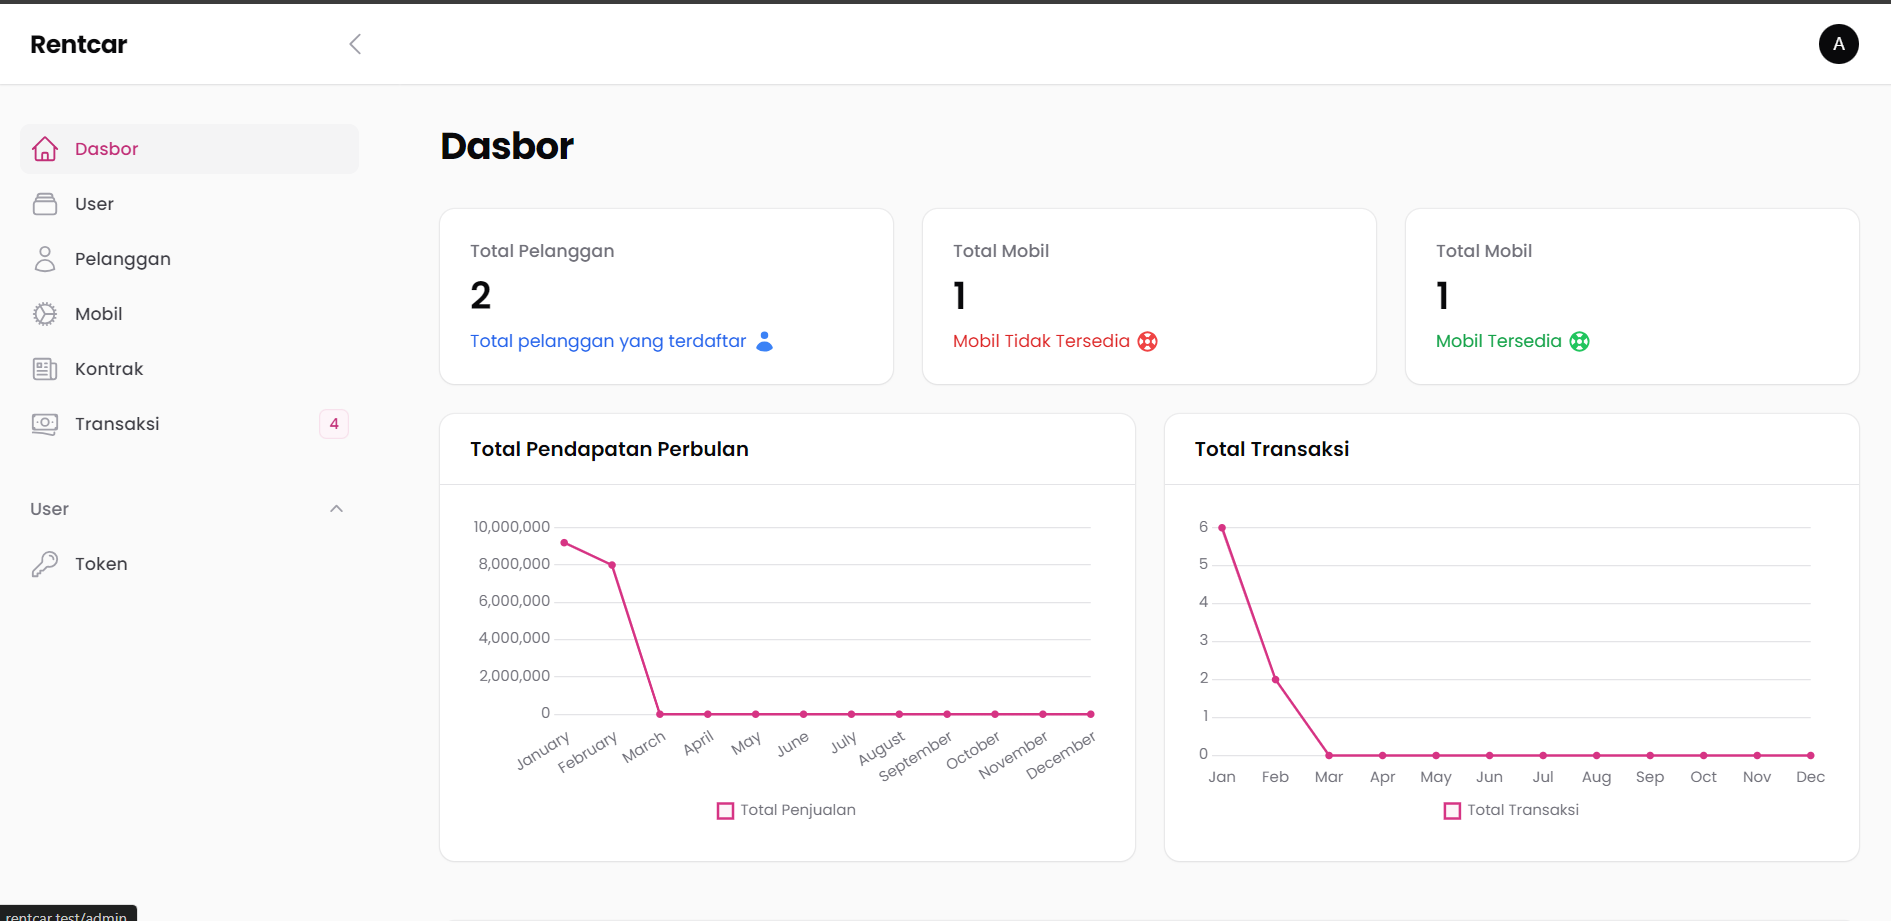 Rentcar
A
Dasbor
User
Pelanggan
Mobil
Kontrak
Transaksi 4
User
Token
Dasbor
Total Pelanggan
2
Total pelanggan yang terdaftar
Total Mobil
1
Mobil Tidak Tersedia
Total Mobil
1
Mobil Tersedia
Total Pendapatan Perbulan
10,000,000
8,000,000
6,000,000
4,000,000
2,000,000
0
January February March April May June July August September October November December
Total Penjualan
Total Transaksi
6
5
4
3
2
1
0
Jan Feb Mar Apr May Jun Jul Aug Sep Oct Nov Dec
Total Transaksi
rentcar.test/admin